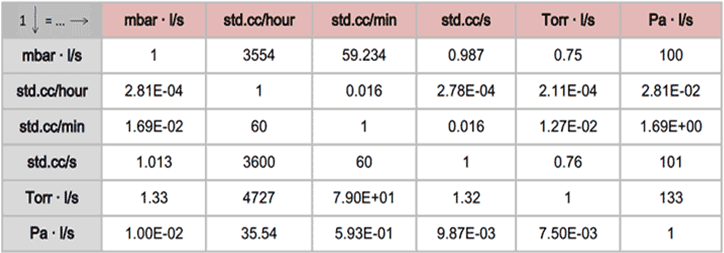 1 ↓ = ... → mbar · l/s std.cc/hour std.cc/min std.cc/s Torr · l/s Pa · l/s
mbar · l/s 1 3554 59.234 0.987 0.75 100
std.cc/hour 2.81E-04 1 0.016 2.78E-04 2.11E-04 2.81E-02
std.cc/min 1.69E-02 60 1 0.016 1.27E-02 1.69E+00
std.cc/s 1.013 3600 60 1 0.76 101
Torr · l/s 1.33 4727 7.90E+01 1.32 1 133
Pa · l/s 1.00E-02 35.54 5.93E-01 9.87E-03 7.50E-03 1